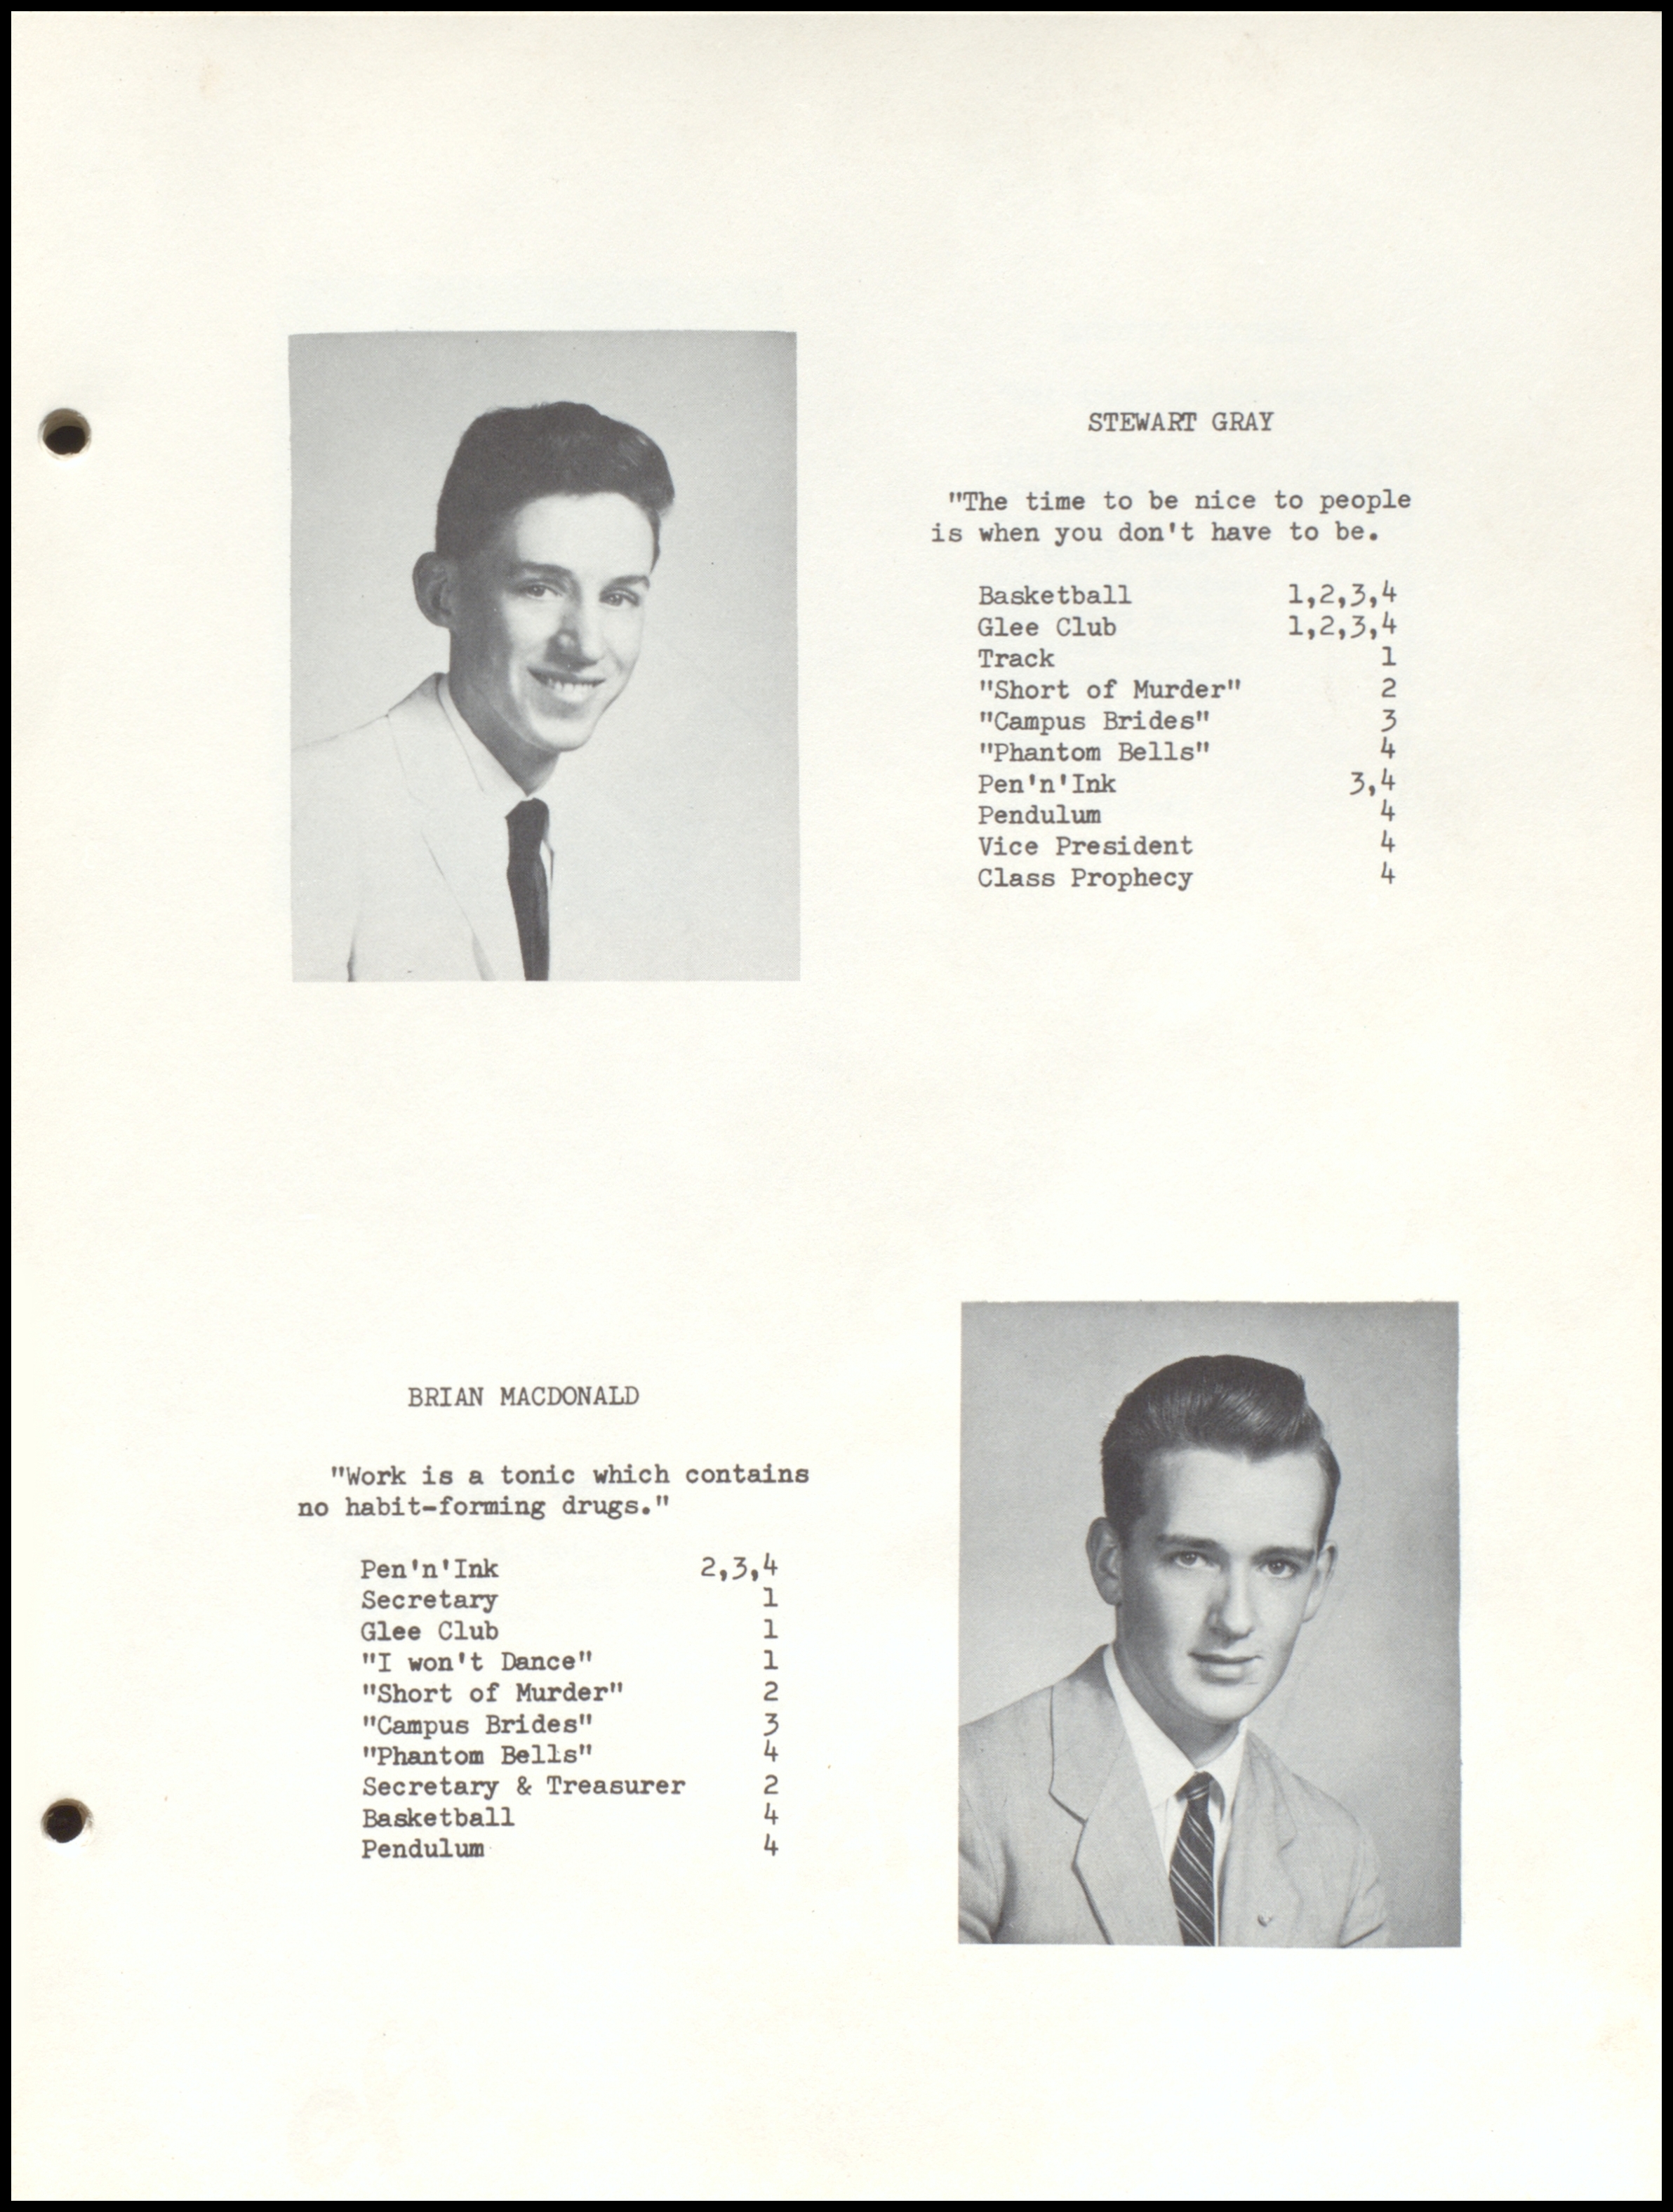 STEWART GRAY
"The time to be nice to people
is when you don't have to be.
Basketball 1,2,3,4
Glee Club 1,2,3,4
Track 1
"Short of Murder" 2
"Campus Brides" 3
"Phantom Bells" 4
Pen'n'Ink 3,4
Pendulum 4
Vice President 4
Class Prophecy 4
BRIAN MACDONALD
"Work is a tonic which contains
no habit-forming drugs."
Pen'n'Ink 2,3,4
Secretary 1
Glee Club 1
"I won't Dance" 1
"Short of Murder" 2
"Campus Brides" 3
"Phantom Bells" 4
Secretary & Treasurer 2
Basketball 4
Pendulum 4